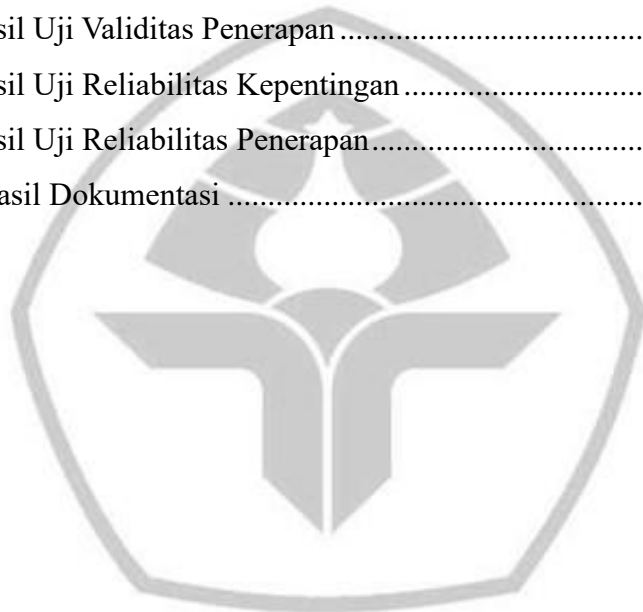 sil Uji Validitas Penerapan ..........................................
sil Uji Reliabilitas Kepentingan .................................
sil Uji Reliabilitas Penerapan.....................................
asil Dokumentasi .......................................................